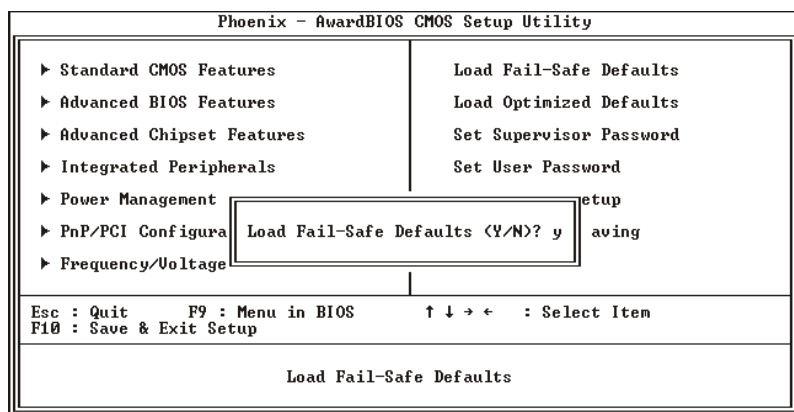 Phoenix - AwardBIOS CMOS Setup Utility
▶ Standard CMOS Features
▶ Advanced BIOS Features
▶ Advanced Chipset Features
▶ Integrated Peripherals
▶ Power Management
▶ PnP/PCI Configura
▶ Frequency/Voltage
Load Fail-Safe Defaults
Load Optimized Defaults
Set Supervisor Password
Set User Password
etup
aving
Load Fail-Safe Defaults (Y/N)? y
Esc : Quit F9 : Menu in BIOS ↑ ↓ → ← : Select Item
F10 : Save & Exit Setup
Load Fail-Safe Defaults